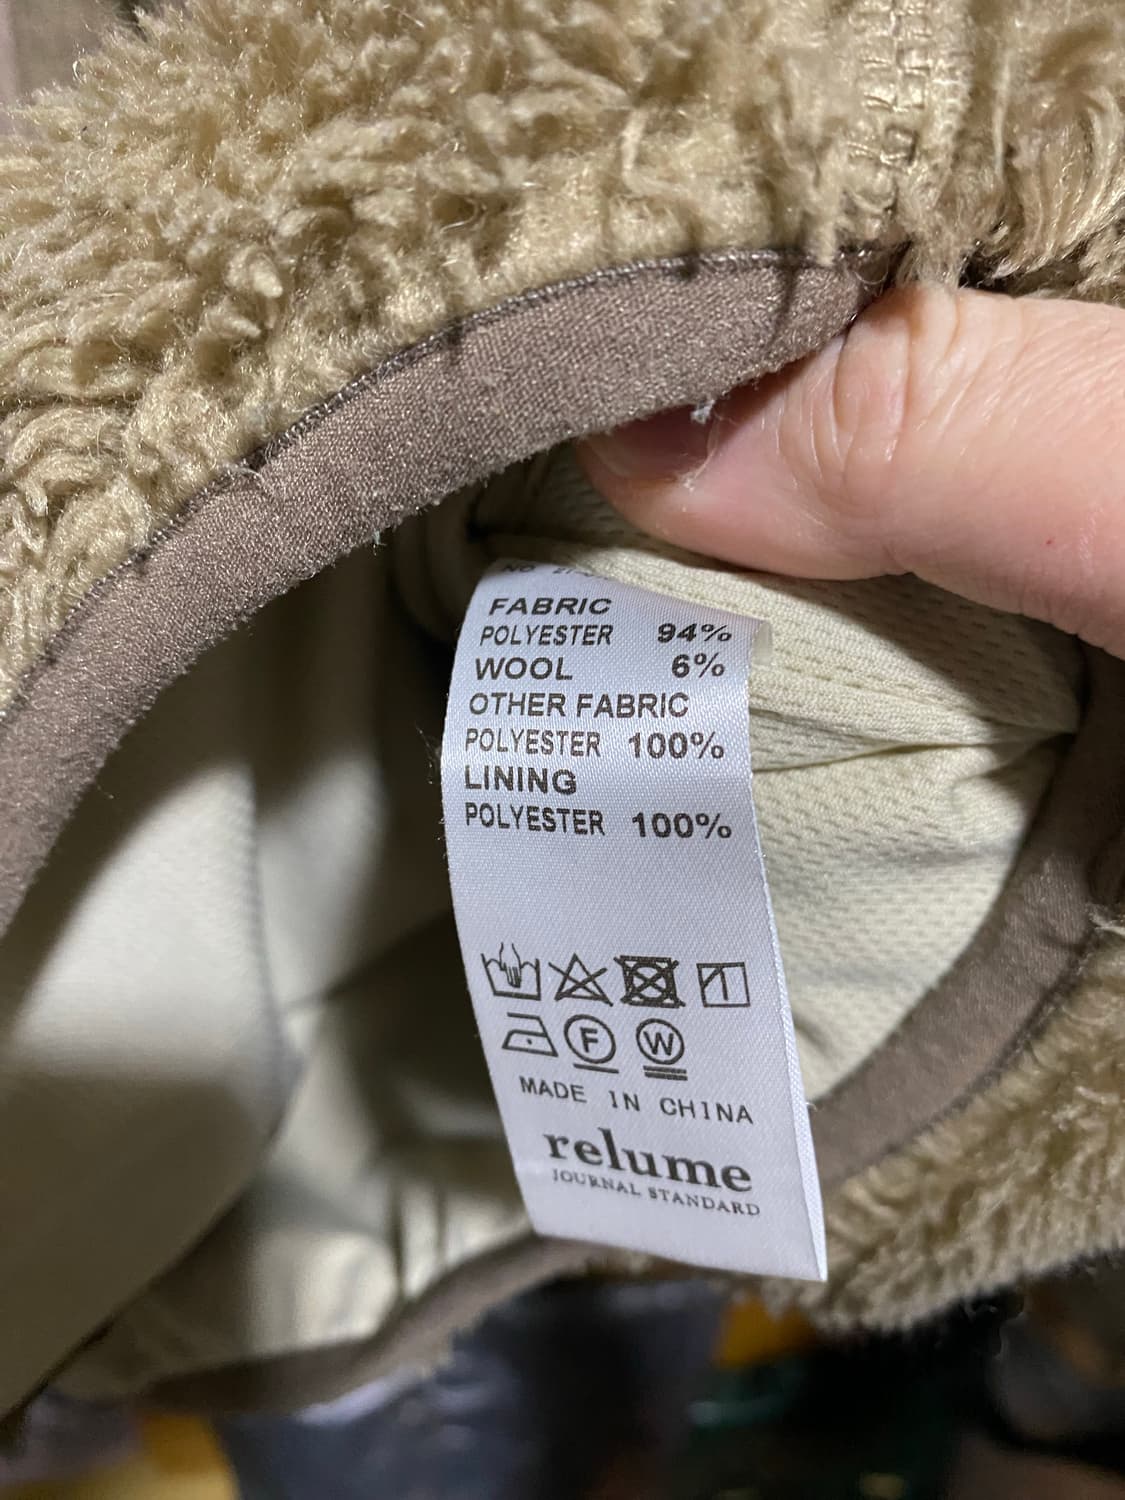 FABRIC
POLYESTER 94%
WOOL 6%
OTHER FABRIC
POLYESTER 100%
LINING
POLYESTER 100%
F W
MADE IN CHINA
relume
JOURNAL STANDARD